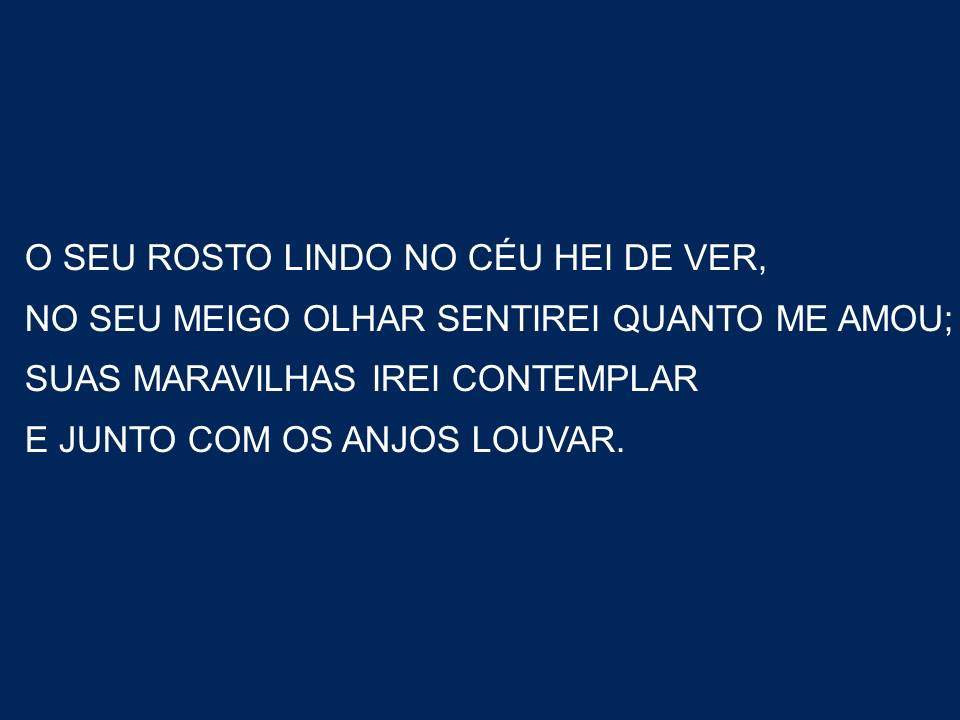 O SEU ROSTO LINDO NO CÉU HEI DE VER,
NO SEU MEIGO OLHAR SENTIREI QUANTO ME AMOU;
SUAS MARAVILHAS IREI CONTEMPLAR
E JUNTO COM OS ANJOS LOUVAR.